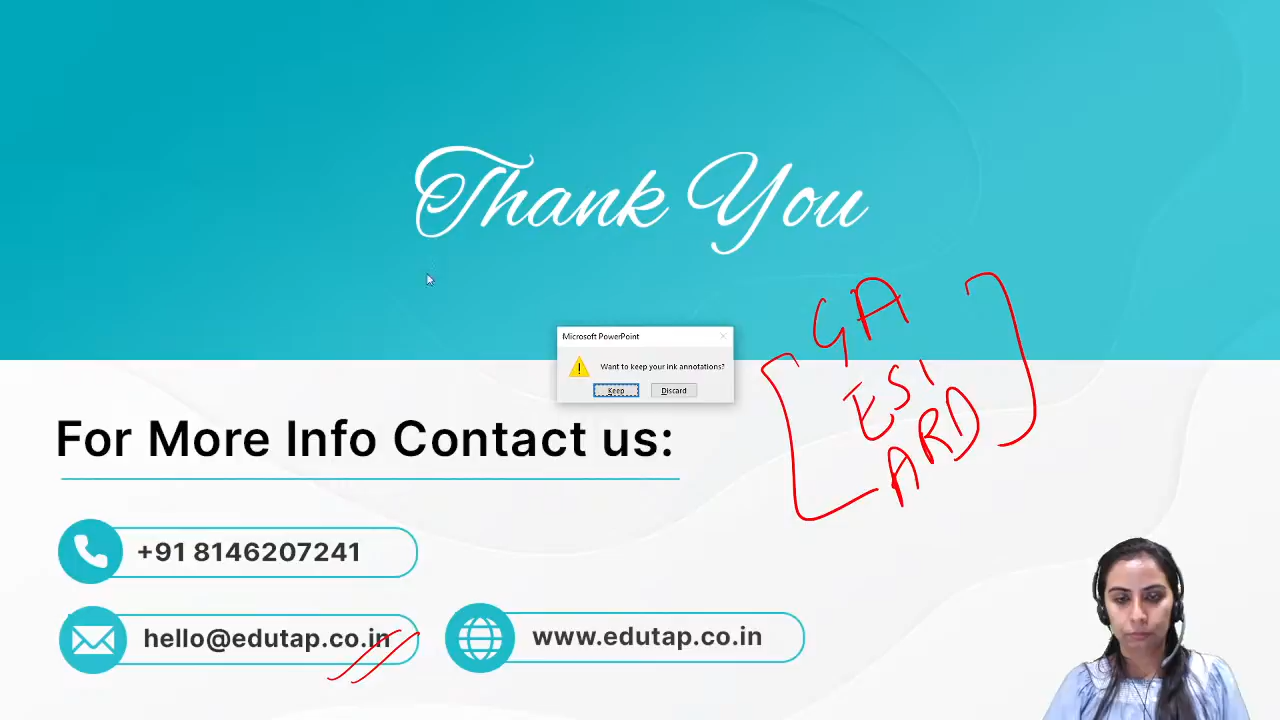 Thank You
Microsoft PowerPoint
Want to keep your ink annotations?
Keep Discard
GA
ESI
ARD
For More Info Contact us:
+91 8146207241
hello@edutap.co.in
www.edutap.co.in